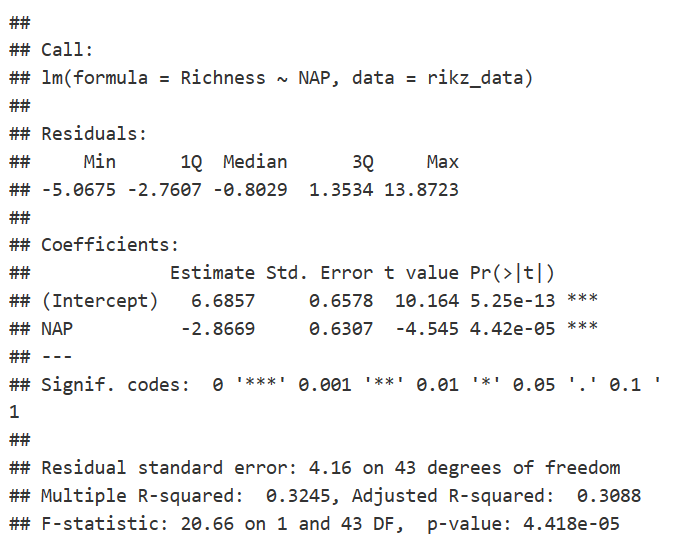 ##
## Call:
## lm(formula = Richness ~ NAP, data = rikz_data)
##
## Residuals:
##     Min      1Q  Median      3Q     Max
## -5.0675 -2.7607 -0.8029  1.3534 13.8723
##
## Coefficients:
##             Estimate Std. Error t value Pr(>|t|)
## (Intercept)   6.6857     0.6578  10.164 5.25e-13 ***
## NAP          -2.8669     0.6307  -4.545 4.42e-05 ***
## ---
## Signif. codes:  0 '***' 0.001 '**' 0.01 '*' 0.05 '.' 0.1 '
1
##
## Residual standard error: 4.16 on 43 degrees of freedom
## Multiple R-squared:  0.3245, Adjusted R-squared:  0.3088
## F-statistic: 20.66 on 1 and 43 DF,  p-value: 4.418e-05